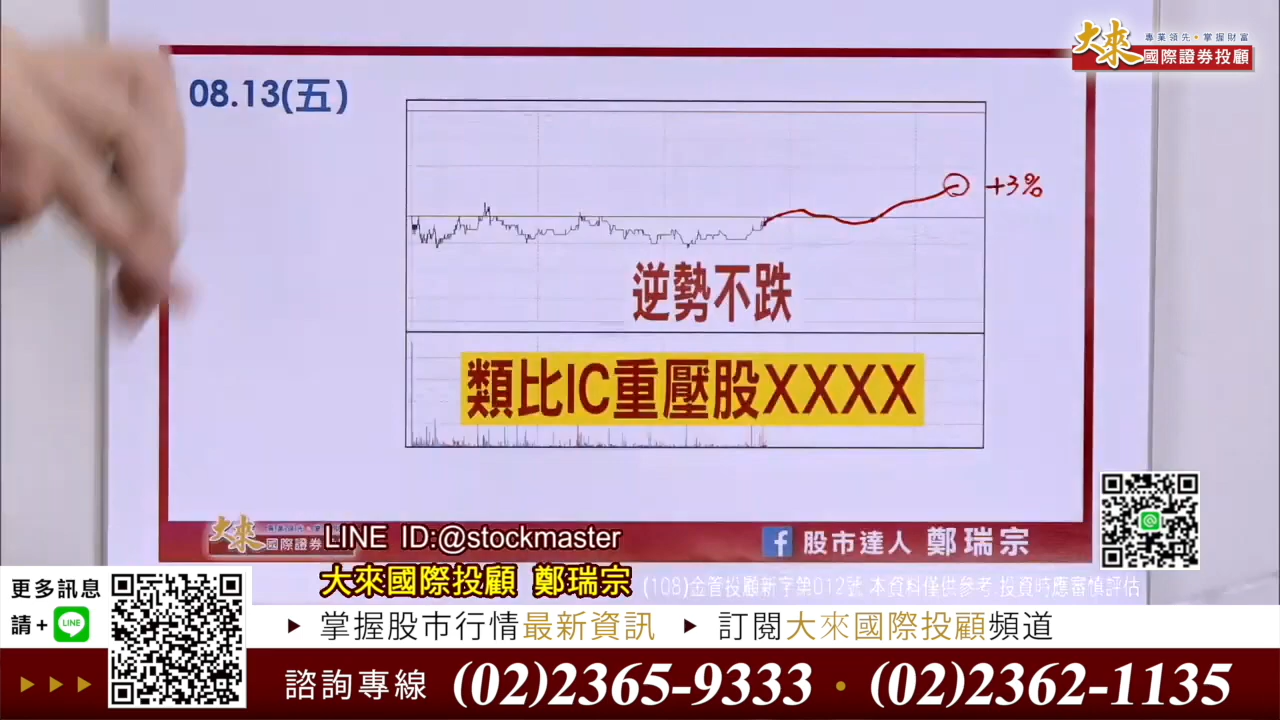 大來
專業領先•掌握財富
國際證券投顧
08.13(五)
+3%
逆勢不跌
類比IC重壓股XXXX
大來
國際證券
LINE ID:@stockmaster
股市達人 鄭瑞宗
大來國際投顧 鄭瑞宗
(108)金管投顧新字第012號 本資料僅供參考 投資時應審慎評估
更多訊息
請+ LINE
掌握股市行情最新資訊
訂閱大來國際投顧頻道
諮詢專線 (02)2365-9333 • (02)2362-1135